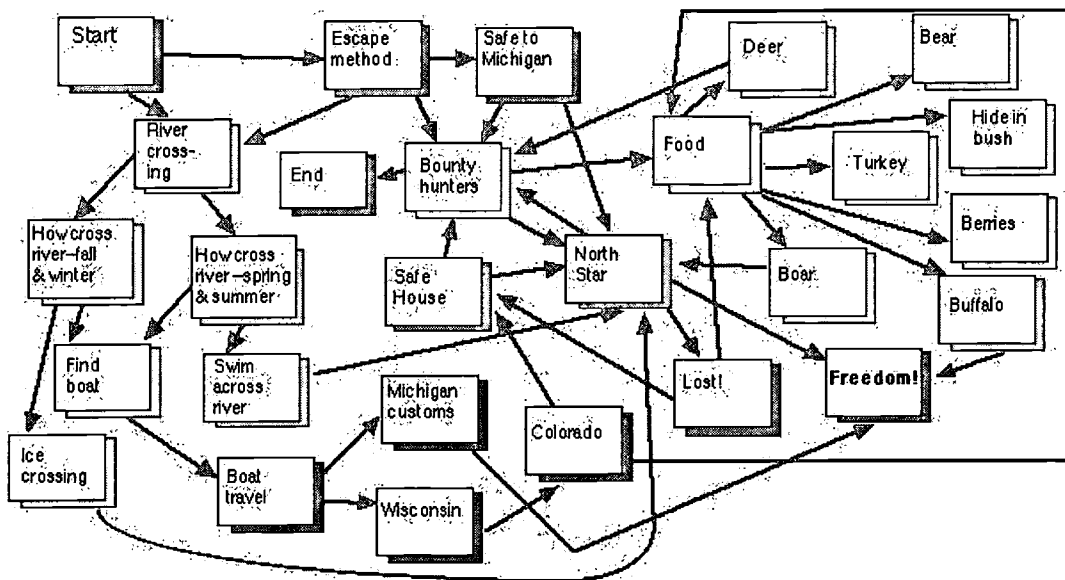 Start
Escape
method:
Safe to
Michigan
Deer
Bear
River
cross-
ing
End
Bounty
hunters
Food
Hide in
bush
Turkey
How cross
river-fall
& winter
How cross
river-spring
& summer
Safe
House
North
Star
Boar
Berries
Buffalo
Find
boat
Swim
across
river
Michigan
customs
Lost!
Freedom!
Ice
crossing
Boat
travel
Wisconsin
Colorado